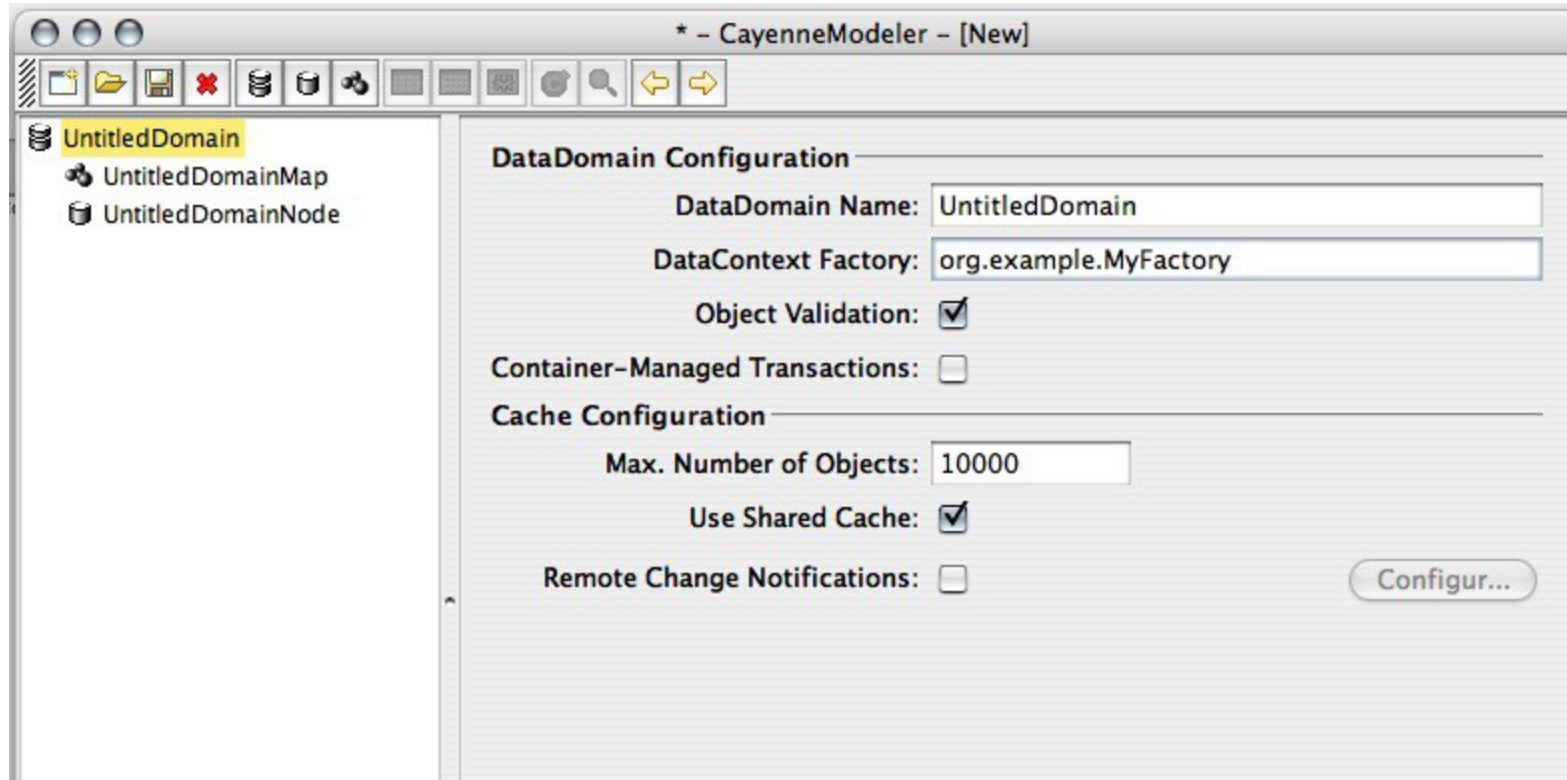 * – CayenneModeler – [New]
UntitledDomain
UntitledDomainMap
UntitledDomainNode
DataDomain Configuration
DataDomain Name: UntitledDomain
DataContext Factory: org.example.MyFactory
Object Validation:
Container-Managed Transactions:
Cache Configuration
Max. Number of Objects: 10000
Use Shared Cache:
Remote Change Notifications: Configur...